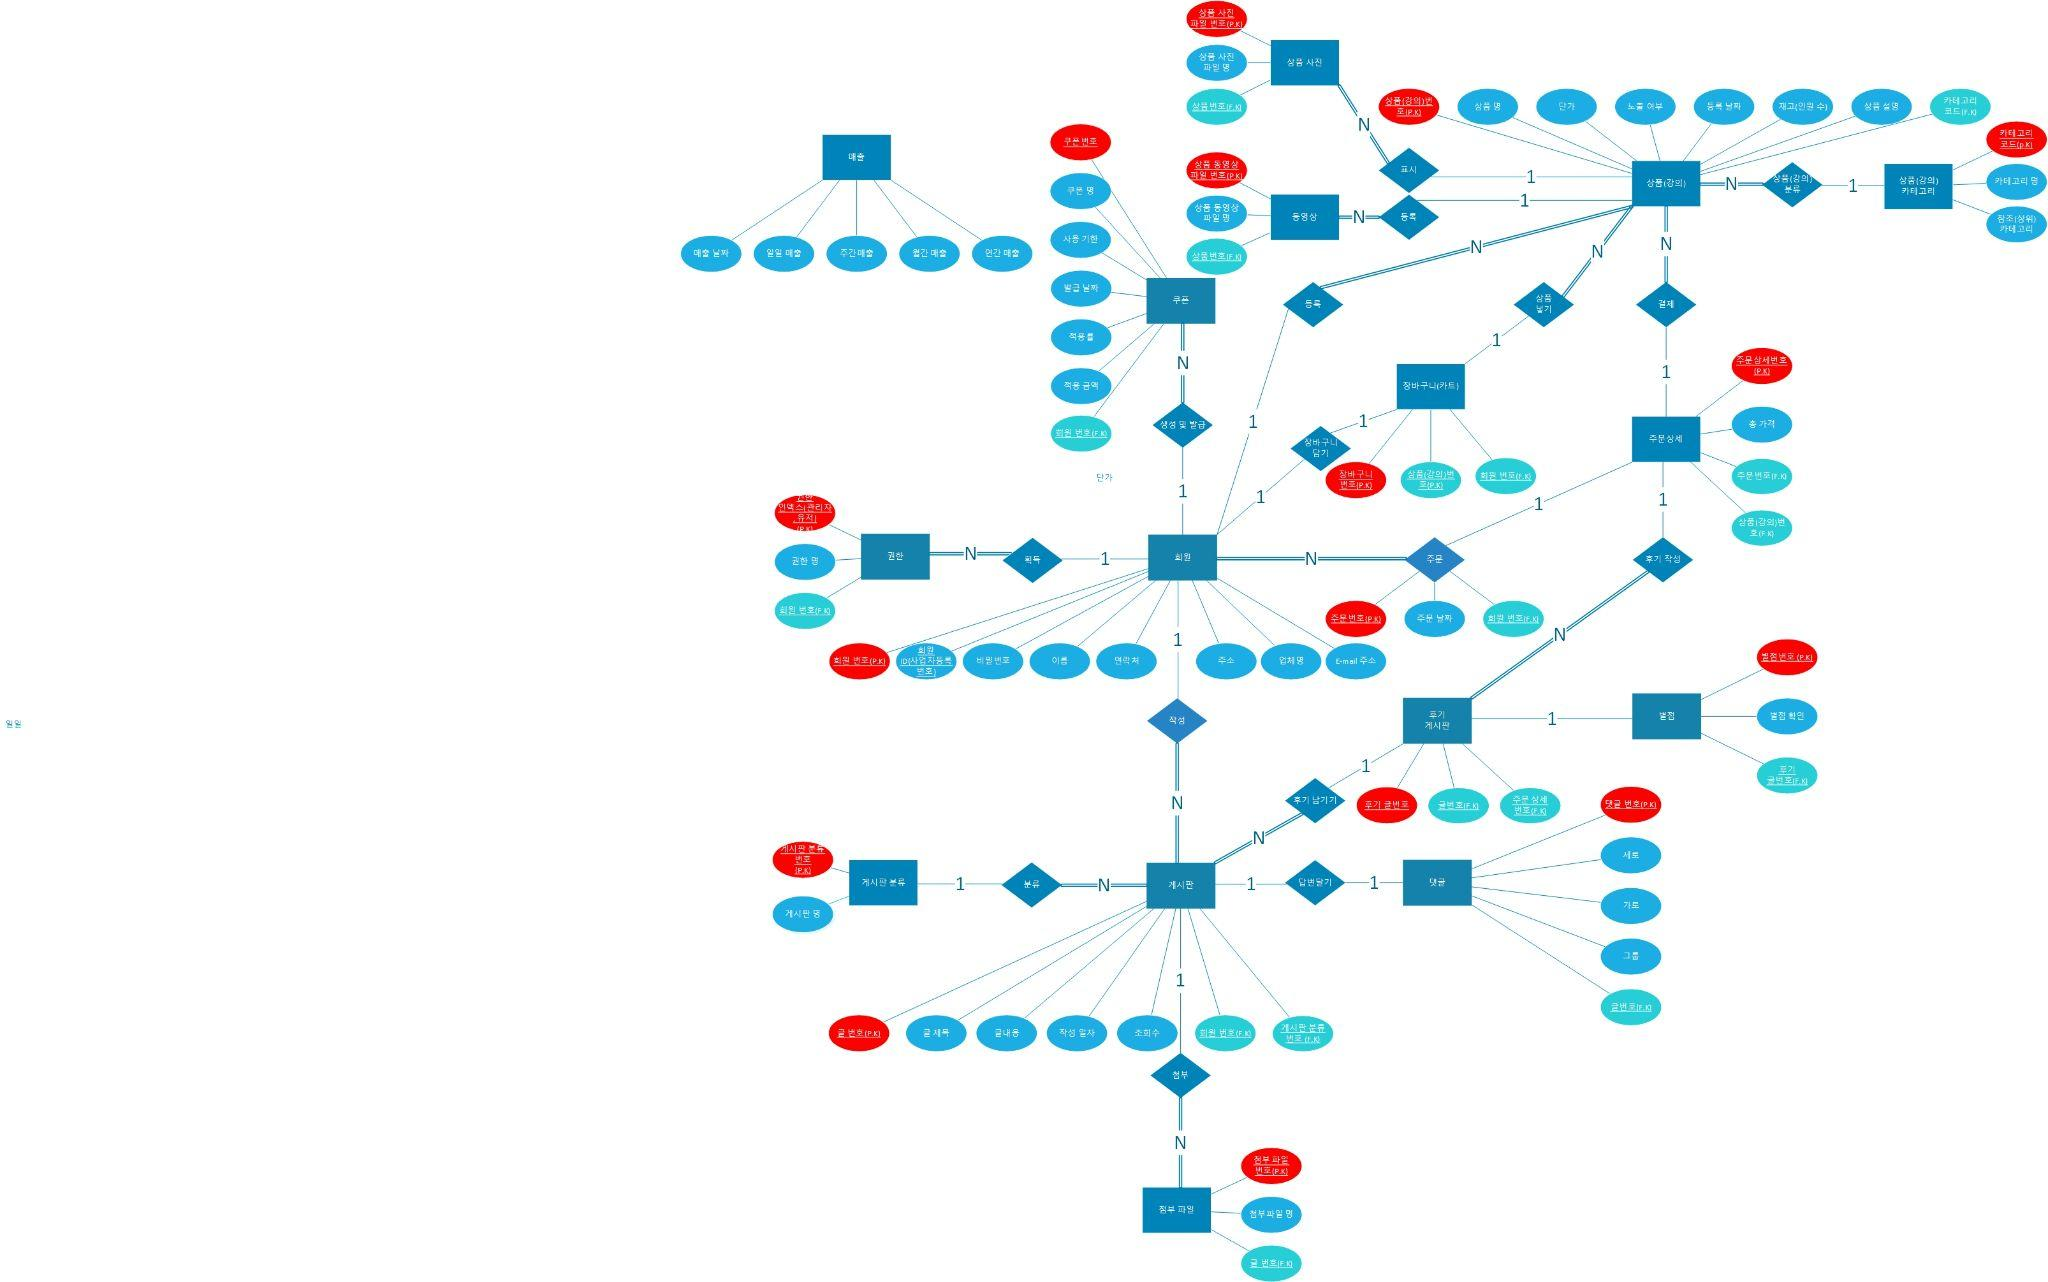 상품 사진
파일 번호(P.K)
상품 사진
파일 명
상품번호(F.K)
상품 사진
N
표시
1
상품 동영상
파일 번호(P.K)
상품 동영상
파일 명
상품번호(F.K)
동영상
N
등록
1
상품(강의)번
호(P.K)
상품 명
단가
노출 여부
등록 날짜
재고(인원 수)
상품 설명
카테고리
코드(F.K)
상품(강의)
N
상품(강의)
분류
1
상품(강의)
카테고리
카테고리
코드(p.K)
카테고리 명
참조(상위)
카테고리
매출
매출 날짜
일일 매출
주간 매출
월간 매출
연간 매출
쿠폰 번호
쿠폰 명
사용 기한
발급 날짜
적용률
적용 금액
회원 번호(F.K)
쿠폰
N
생성 및 발급
1
N
등록
1
N
상품
넣기
1
N
결제
1
장바구니(카트)
1
장바구니
담기
1
장바구니
번호(P.K)
상품(강의)번
호(P.K)
회원 번호(F.K)
주문상세
주문상세번호
(P.K)
총 가격
주문번호(F.K)
상품(강의)번
호(F.K)
단가
인덱스(관리자
,유저)
(P.K)
권한 명
회원 번호(F.K)
권한
N
획득
1
회원
N
주문
1
주문번호(P.K)
주문 날짜
회원 번호(F.K)
1
후기 작성
N
회원 번호(P.K)
회원
ID(사업자등록
번호)
비밀번호
이름
연락처
주소
업체명
E-mail 주소
1
작성
N
일일
후기
게시판
1
별점
별점번호(P.K)
별점 확인
후기
글번호(F.K)
1
후기 남기기
N
후기 글번호
글번호(F.K)
주문 상세
번호(F.K)
게시판 분류
번호
(P.K)
게시판 명
게시판 분류
1
분류
N
게시판
1
답변달기
1
댓글
댓글 번호(P.K)
세로
가로
그룹
글번호(F.K)
글 번호(P.K)
글 제목
글내용
작성 일자
조회수
회원 번호(F.K)
게시판 분류
번호 (F.K)
1
첨부
N
첨부 파일
첨부 파일
번호(P.K)
첨부파일 명
글 번호(F.K)